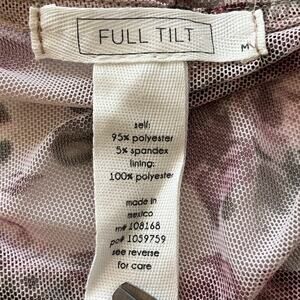 FULL TILT
M
self:
95% polyester
5% spandex
lining:
100% polyester
made in
mexico
rn# 108168
po# 1059759
see reverse
for care